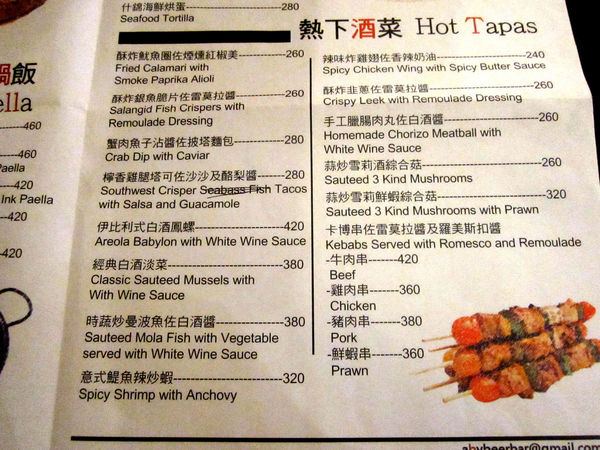 什錦海鮮烘蛋-----------------280
Seafood Tortilla
熱下酒菜 Hot Tapas
鍋飯
ella
460
460
Paella
420
Ink Paella
420
420
酥炸魷魚圈佐煙燻紅椒美----------260
Fried Calamari with
Smoke Paprika Alioli
酥炸銀魚脆片佐雷莫拉醬----------260
Salangid Fish Crispers with
Remoulade Dressing
蟹肉魚子沾醬佐披塔麵包----------280
Crab Dip with Caviar
檸香雞腿塔可佐沙沙及酪梨醬------280
Southwest Crisper Seabass Fish Tacos
with Salsa and Guacamole
伊比利式白酒鳳螺----------------420
Areola Babylon with White Wine Sauce
經典白酒淡菜--------------------380
Classic Sauteed Mussels with
With Wine Sauce
時蔬炒曼波魚佐白酒醬------------380
Sauteed Mola Fish with Vegetable
served with White Wine Sauce
意式鯷魚辣炒蝦------------------320
Spicy Shrimp with Anchovy
辣味炸雞翅佐香辣奶油------------------240
Spicy Chicken Wing with Spicy Butter Sauce
酥炸韭蔥佐雷莫拉醬--------------------260
Crispy Leek with Remoulade Dressing
手工臘腸肉丸佐白酒醬------------------260
Homemade Chorizo Meatball with
White Wine Sauce
蒜炒雪莉酒綜合菇----------------------260
Sauteed 3 Kind Mushrooms
蒜炒雪莉鮮蝦綜合菇--------------------320
Sauteed 3 Kind Mushrooms with Prawn
卡博串佐雷莫拉醬及羅美斯扣醬
Kebabs Served with Romesco and Remoulade
-牛肉串-------420
Beef
-雞肉串-------360
Chicken
-豬肉串-------380
Pork
-鮮蝦串-------360
Prawn
abvbeerbar@gmail.com